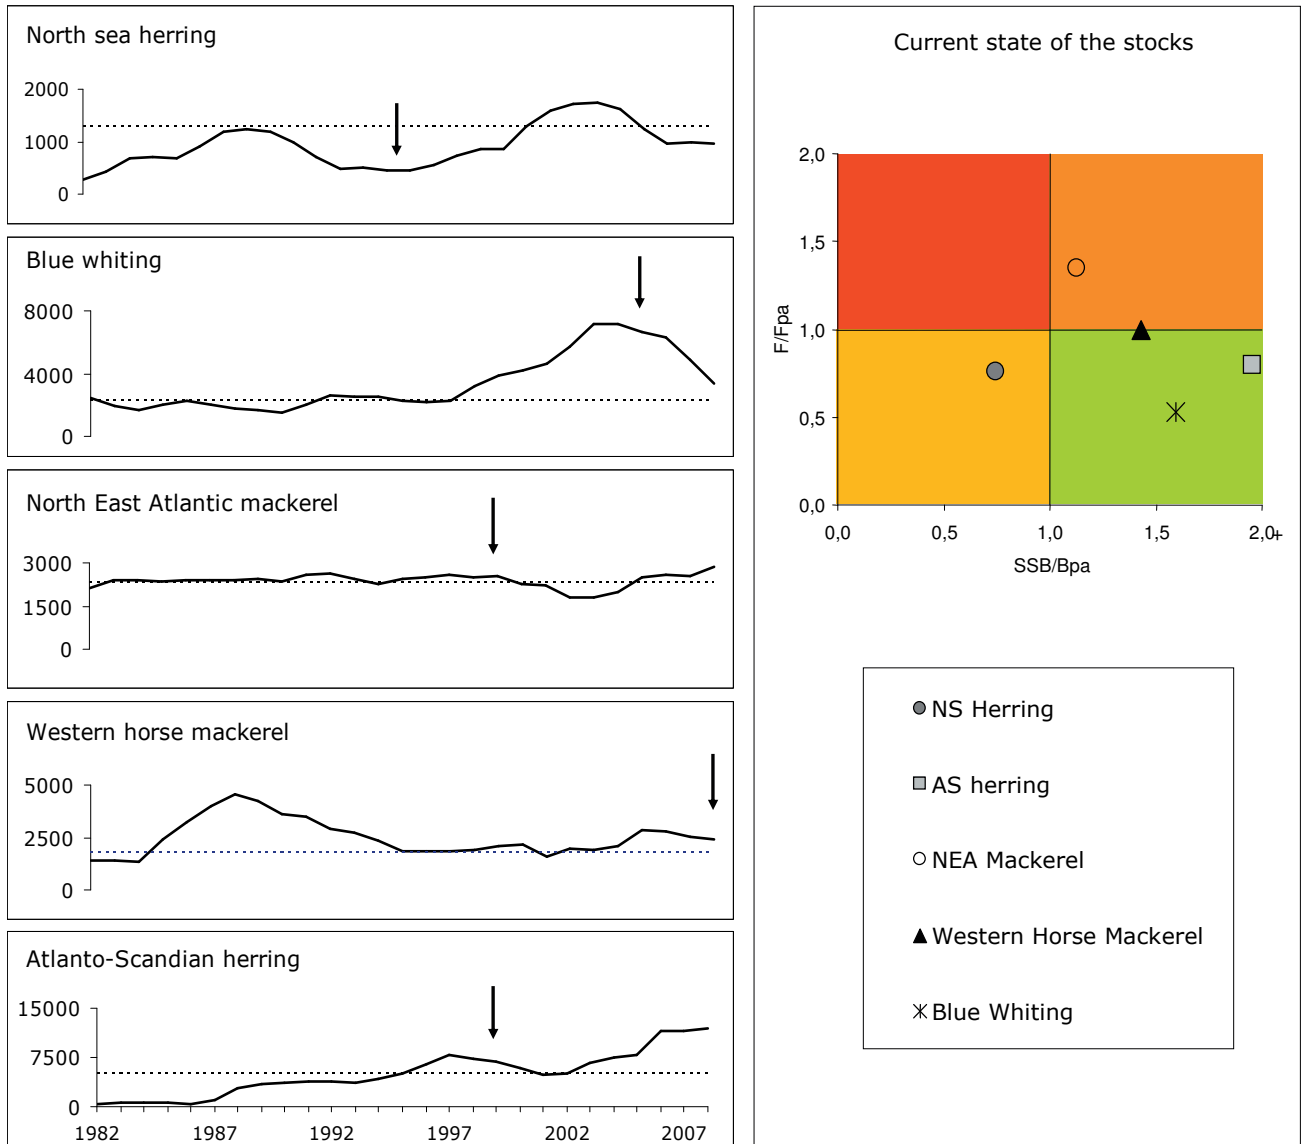 North sea herring
2000
1000
0
Blue whiting
8000
4000
0
North East Atlantic mackerel
3000
1500
0
Western horse mackerel
5000
2500
0
Atlanto-Scandian herring
15000
7500
0
1982 1987 1992 1997 2002 2007
Current state of the stocks
2,0
1,5
1,0
0,5
0,0
F/Fpa
0,0 0,5 1,0 1,5 2,0+
SSB/Bpa
NS Herring
AS herring
NEA Mackerel
Western Horse Mackerel
Blue Whiting